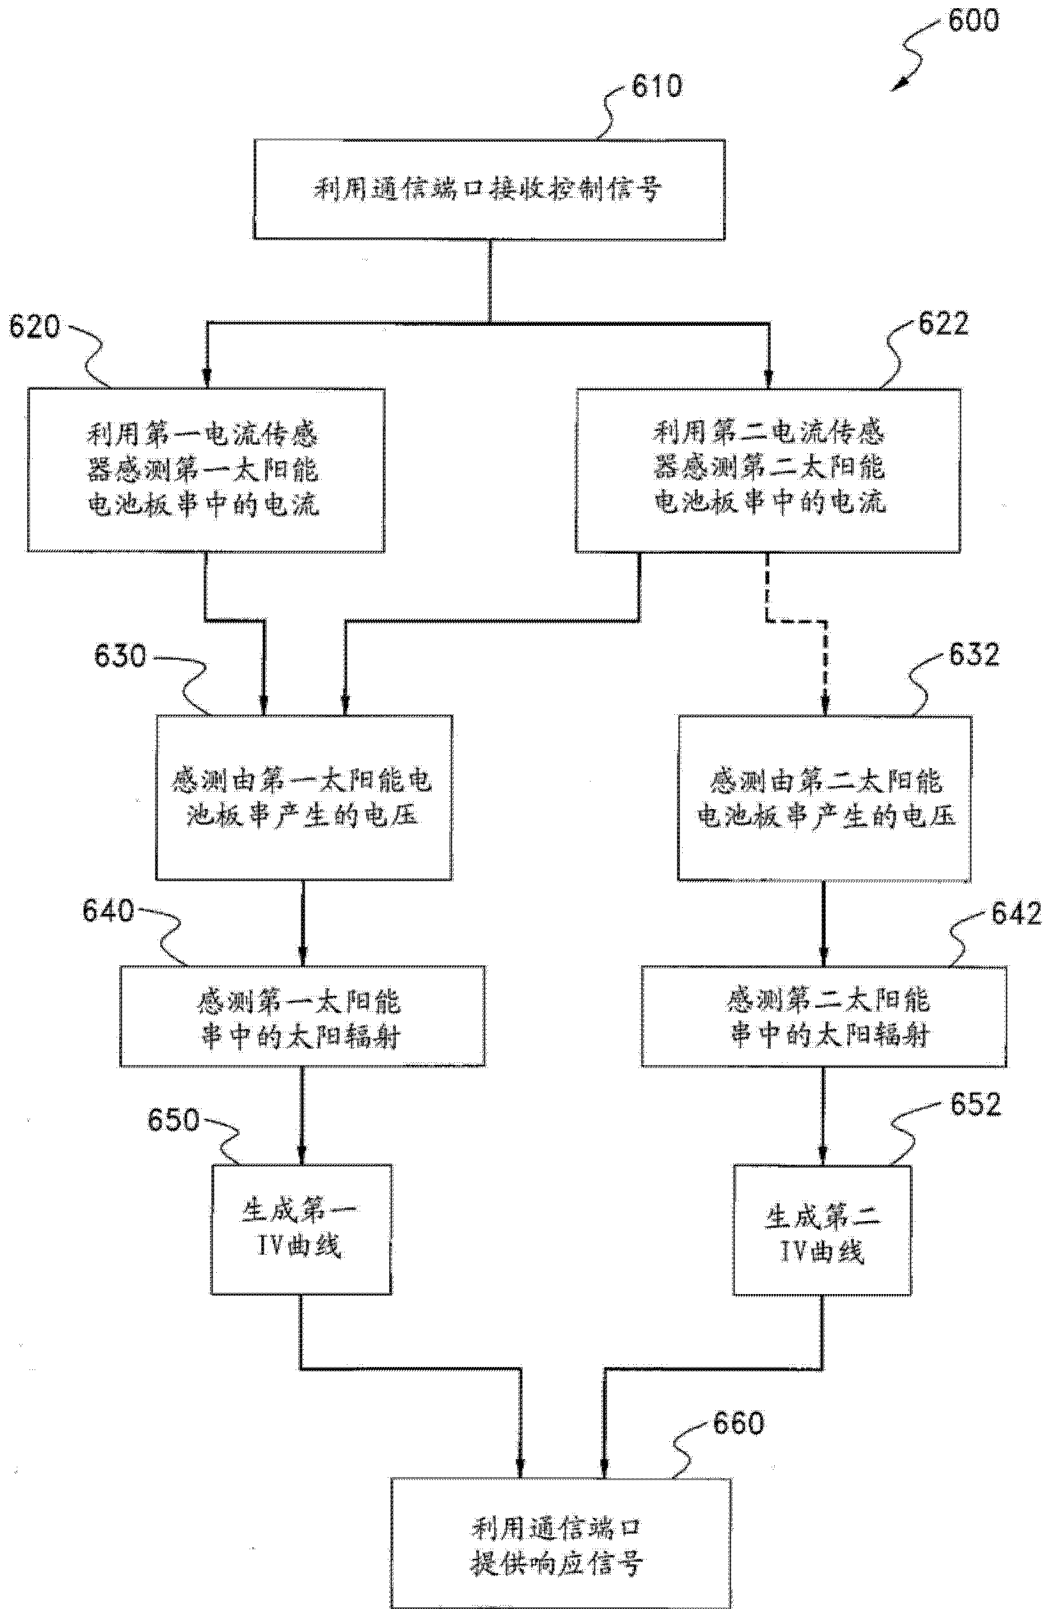 600
610
利用通信端口接收控制信号
620
622
利用第一电流传感
器感测第一太阳能
电池板串中的电流
利用第二电流传感
器感测第二太阳能
电池板串中的电流
630
632
感测由第一太阳能电
池板串产生的电压
感测由第二太阳能
电池板串产生的电压
640
642
感测第一太阳能
串中的太阳辐射
感测第二太阳能
串中的太阳辐射
650
652
生成第一
IV曲线
生成第二
IV曲线
660
利用通信端口
提供响应信号